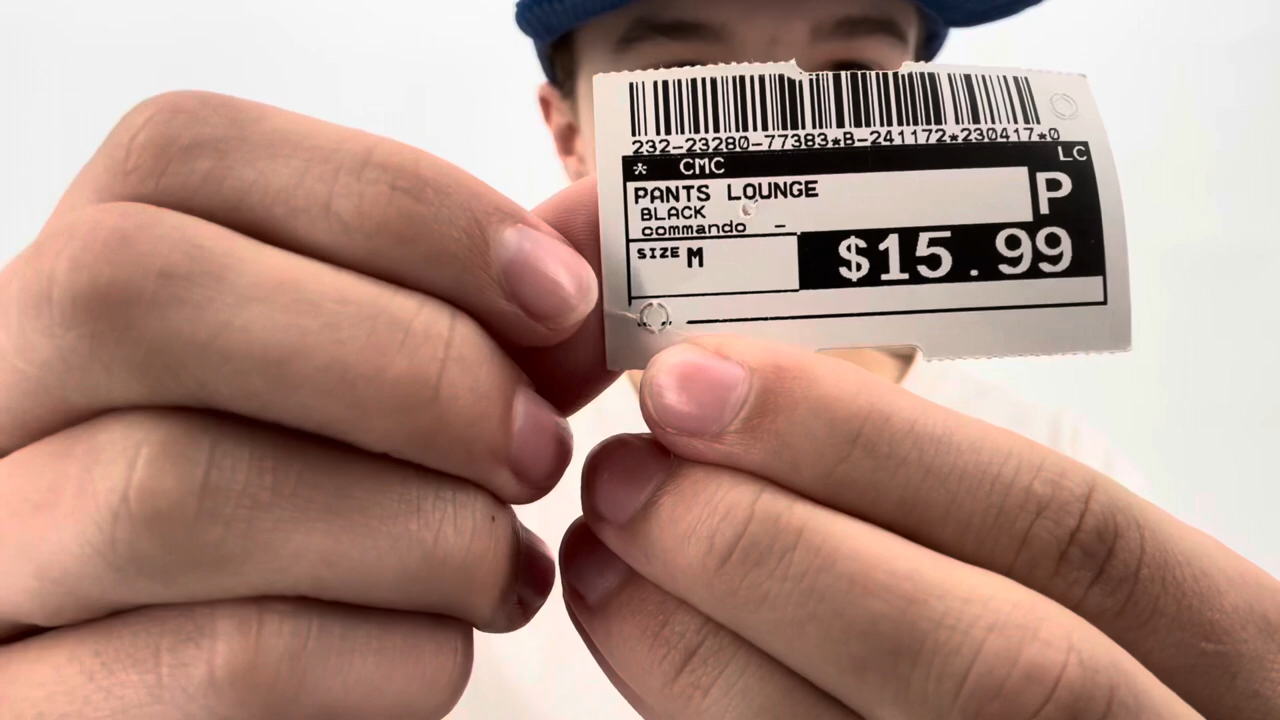 232-23280-77383*B-241172*230417*0
* CMC LC
PANTS LOUNGE P
BLACK
commando -
SIZE M $15.99